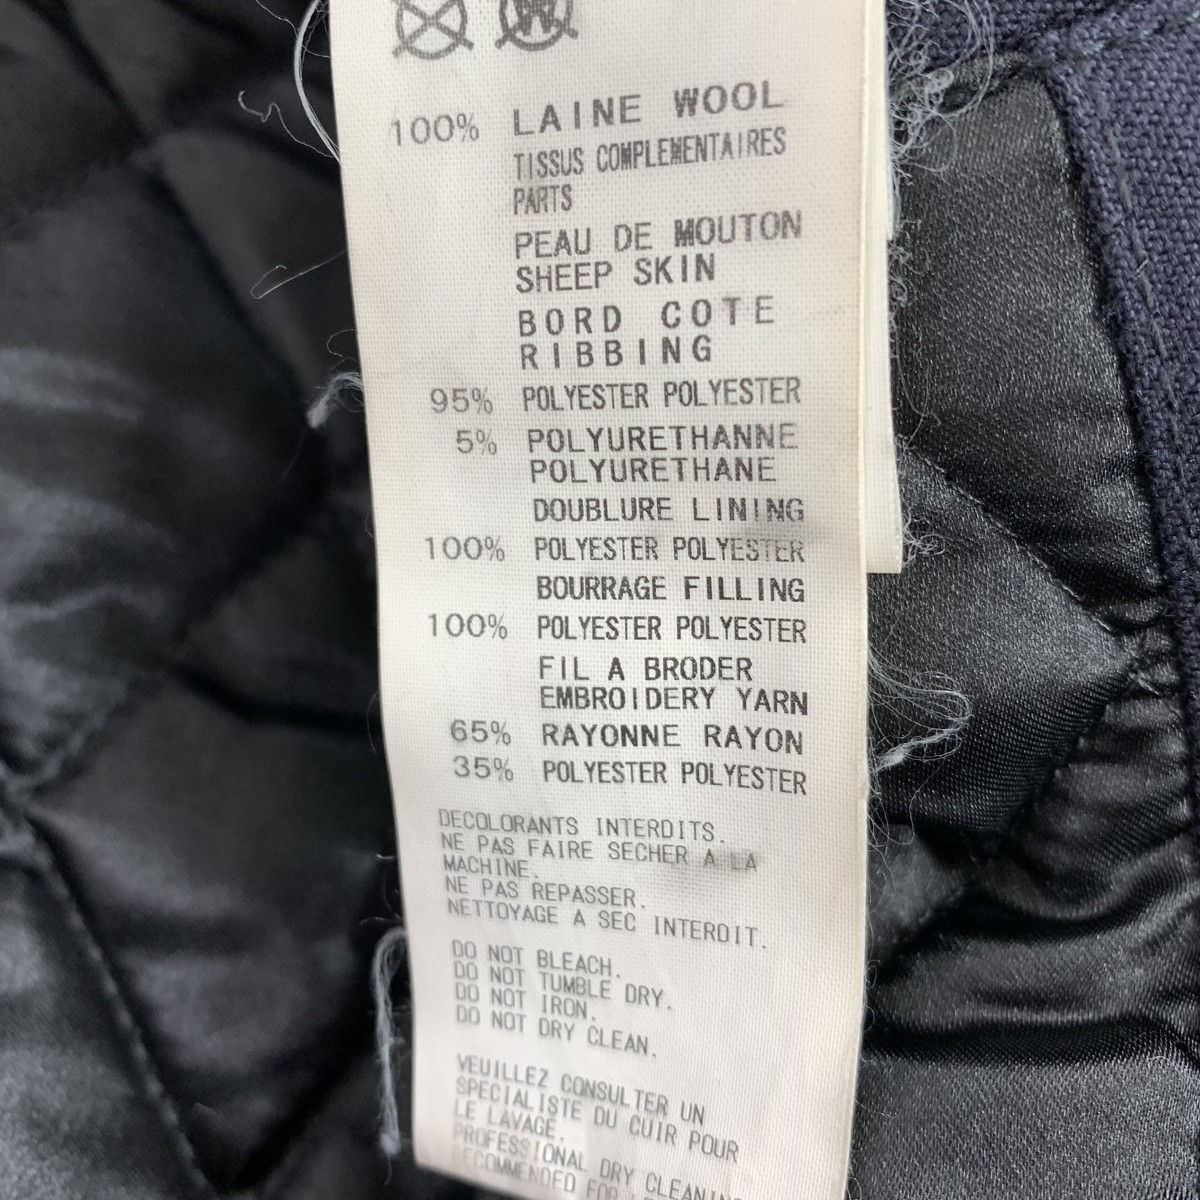 100% LAINE WOOL
TISSUS COMPLEMENTAIRES
PARTS
PEAU DE MOUTON
SHEEP SKIN
BORD COTE
RIBBING
95% POLYESTER POLYESTER
5% POLYURETHANNE
POLYURETHANE
DOUBLURE LINING
100% POLYESTER POLYESTER
BOURRAGE FILLING
100% POLYESTER POLYESTER
FIL A BRODER
EMBROIDERY YARN
65% RAYONNE RAYON
35% POLYESTER POLYESTER
DECOLORANTS INTERDITS.
NE PAS FAIRE SECHER A LA
MACHINE.
NE PAS REPASSER.
NETTOYAGE A SEC INTERDIT.
DO NOT BLEACH.
DO NOT TUMBLE DRY.
DO NOT IRON.
DO NOT DRY CLEAN.
VEUILLEZ CONSULTER UN
SPECIALISTE DU CUIR POUR
LE LAVAGE.
PROFESSIONAL DRY CLEANING
RECOMMENDED FOR